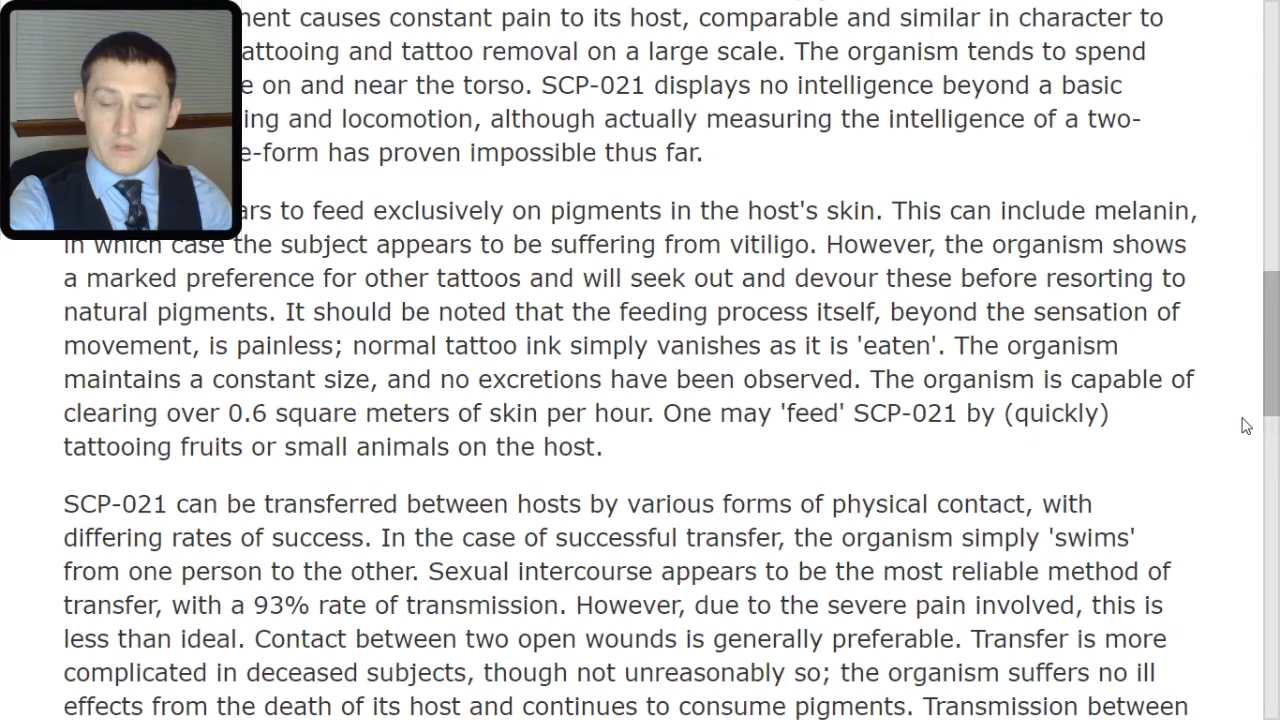 ment causes constant pain to its host, comparable and similar in character to
attooing and tattoo removal on a large scale. The organism tends to spend
e on and near the torso. SCP-021 displays no intelligence beyond a basic
ing and locomotion, although actually measuring the intelligence of a two-
e-form has proven impossible thus far.
ars to feed exclusively on pigments in the host's skin. This can include melanin,
in which case the subject appears to be suffering from vitiligo. However, the organism shows
a marked preference for other tattoos and will seek out and devour these before resorting to
natural pigments. It should be noted that the feeding process itself, beyond the sensation of
movement, is painless; normal tattoo ink simply vanishes as it is 'eaten'. The organism
maintains a constant size, and no excretions have been observed. The organism is capable of
clearing over 0.6 square meters of skin per hour. One may 'feed' SCP-021 by (quickly)
tattooing fruits or small animals on the host.
SCP-021 can be transferred between hosts by various forms of physical contact, with
differing rates of success. In the case of successful transfer, the organism simply 'swims'
from one person to the other. Sexual intercourse appears to be the most reliable method of
transfer, with a 93% rate of transmission. However, due to the severe pain involved, this is
less than ideal. Contact between two open wounds is generally preferable. Transfer is more
complicated in deceased subjects, though not unreasonably so; the organism suffers no ill
effects from the death of its host and continues to consume pigments. Transmission between